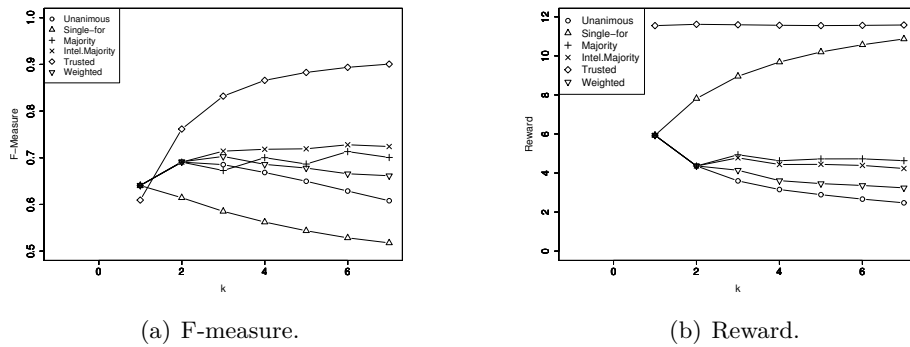 Unanimous
Single-for
Majority
Intel.Majority
Trusted
Weighted
F-Measure
1.0
0.9
0.8
0.7
0.6
0.5
0 2 4 6
k
(a) F-measure.
Unanimous
Single-for
Majority
Intel.Majority
Trusted
Weighted
Reward
12
10
8
6
4
2
0
0 2 4 6
k
(b) Reward.